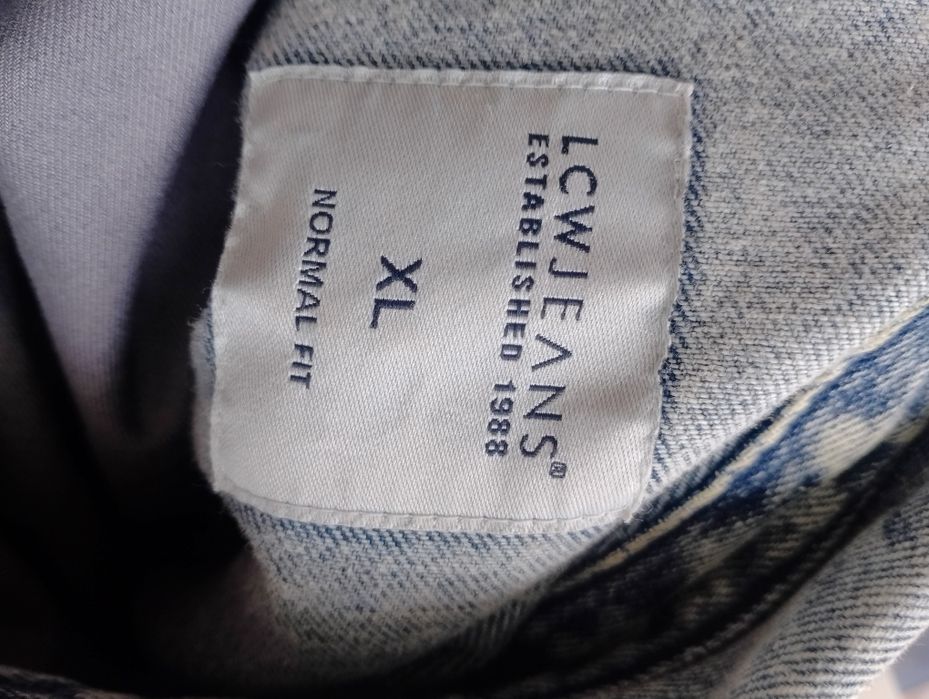 LCWJEANS®
ESTABLISHED 1988
XL
NORMAL FIT